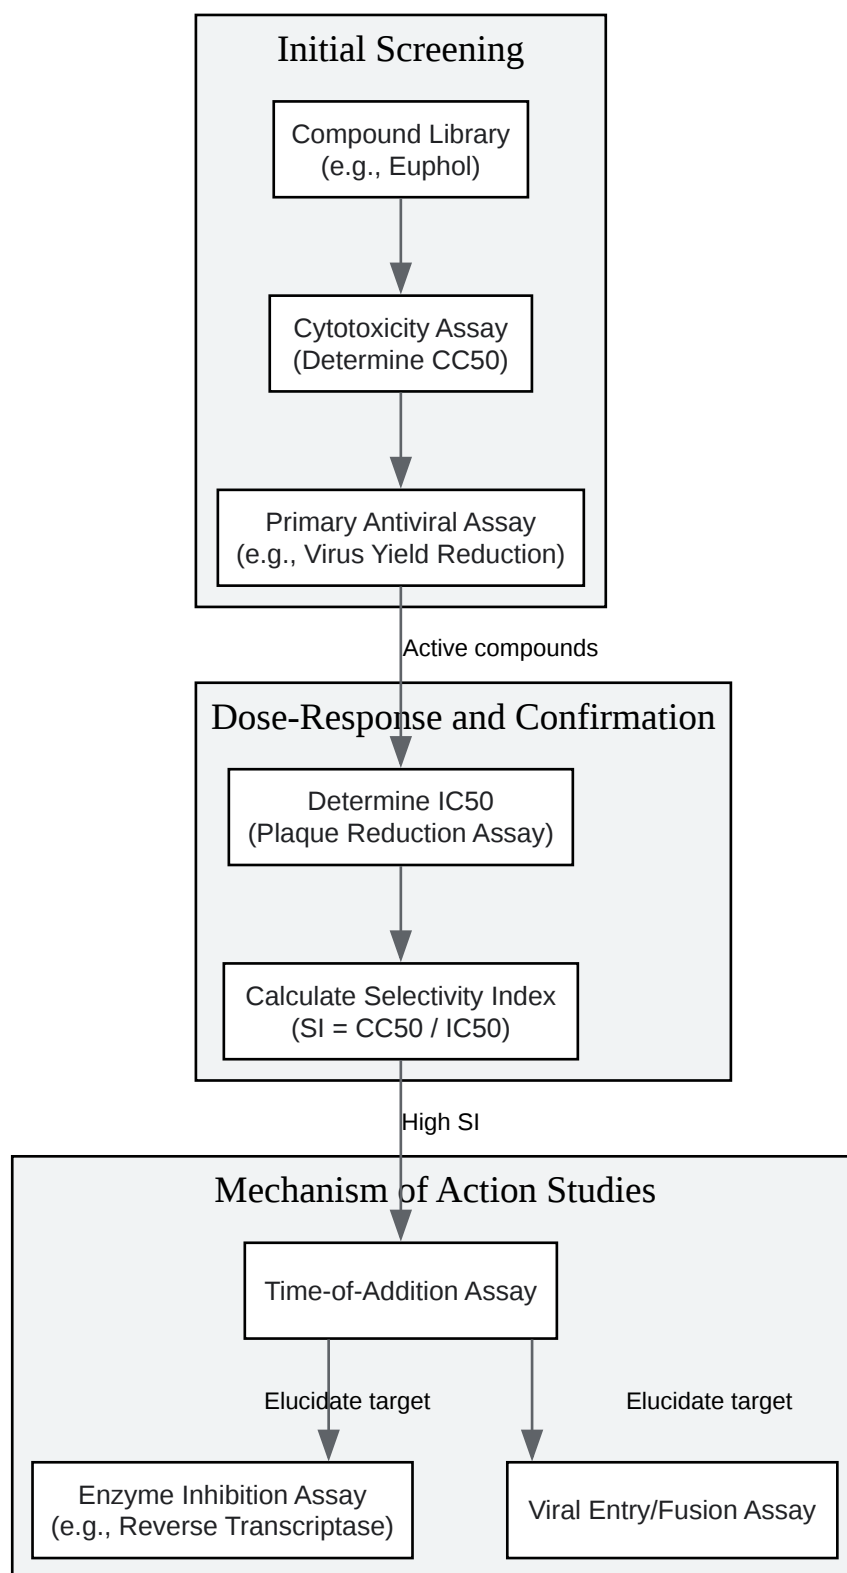 Initial Screening
Compound Library
(e.g., Euphol)
Cytotoxicity Assay
(Determine CC50)
Primary Antiviral Assay
(e.g., Virus Yield Reduction)
Active compounds
Dose-Response and Confirmation
Determine IC50
(Plaque Reduction Assay)
Calculate Selectivity Index
(SI = CC50 / IC50)
High SI
Mechanism of Action Studies
Time-of-Addition Assay
Elucidate target
Elucidate target
Enzyme Inhibition Assay
(e.g., Reverse Transcriptase)
Viral Entry/Fusion Assay